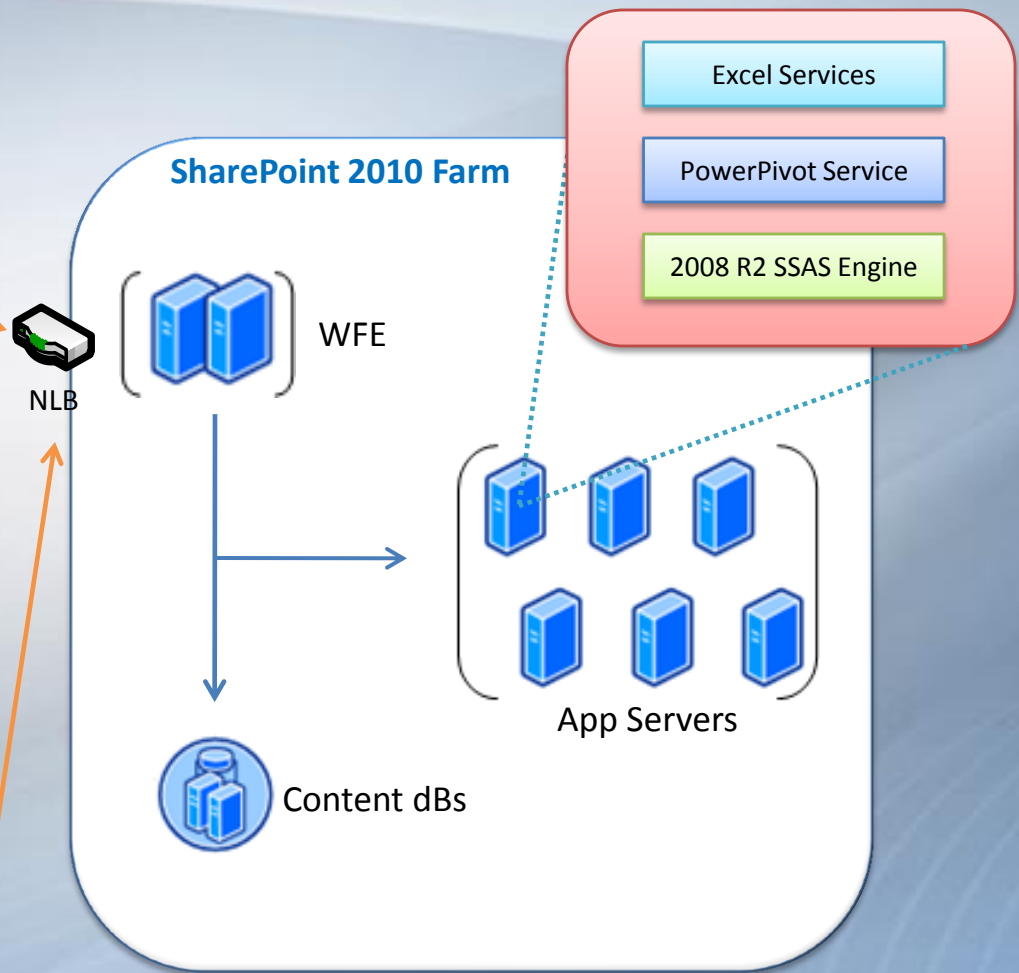 Excel Services
PowerPivot Service
2008 R2 SSAS Engine
SharePoint 2010 Farm
WFE
NLB
App Servers
Content dBs